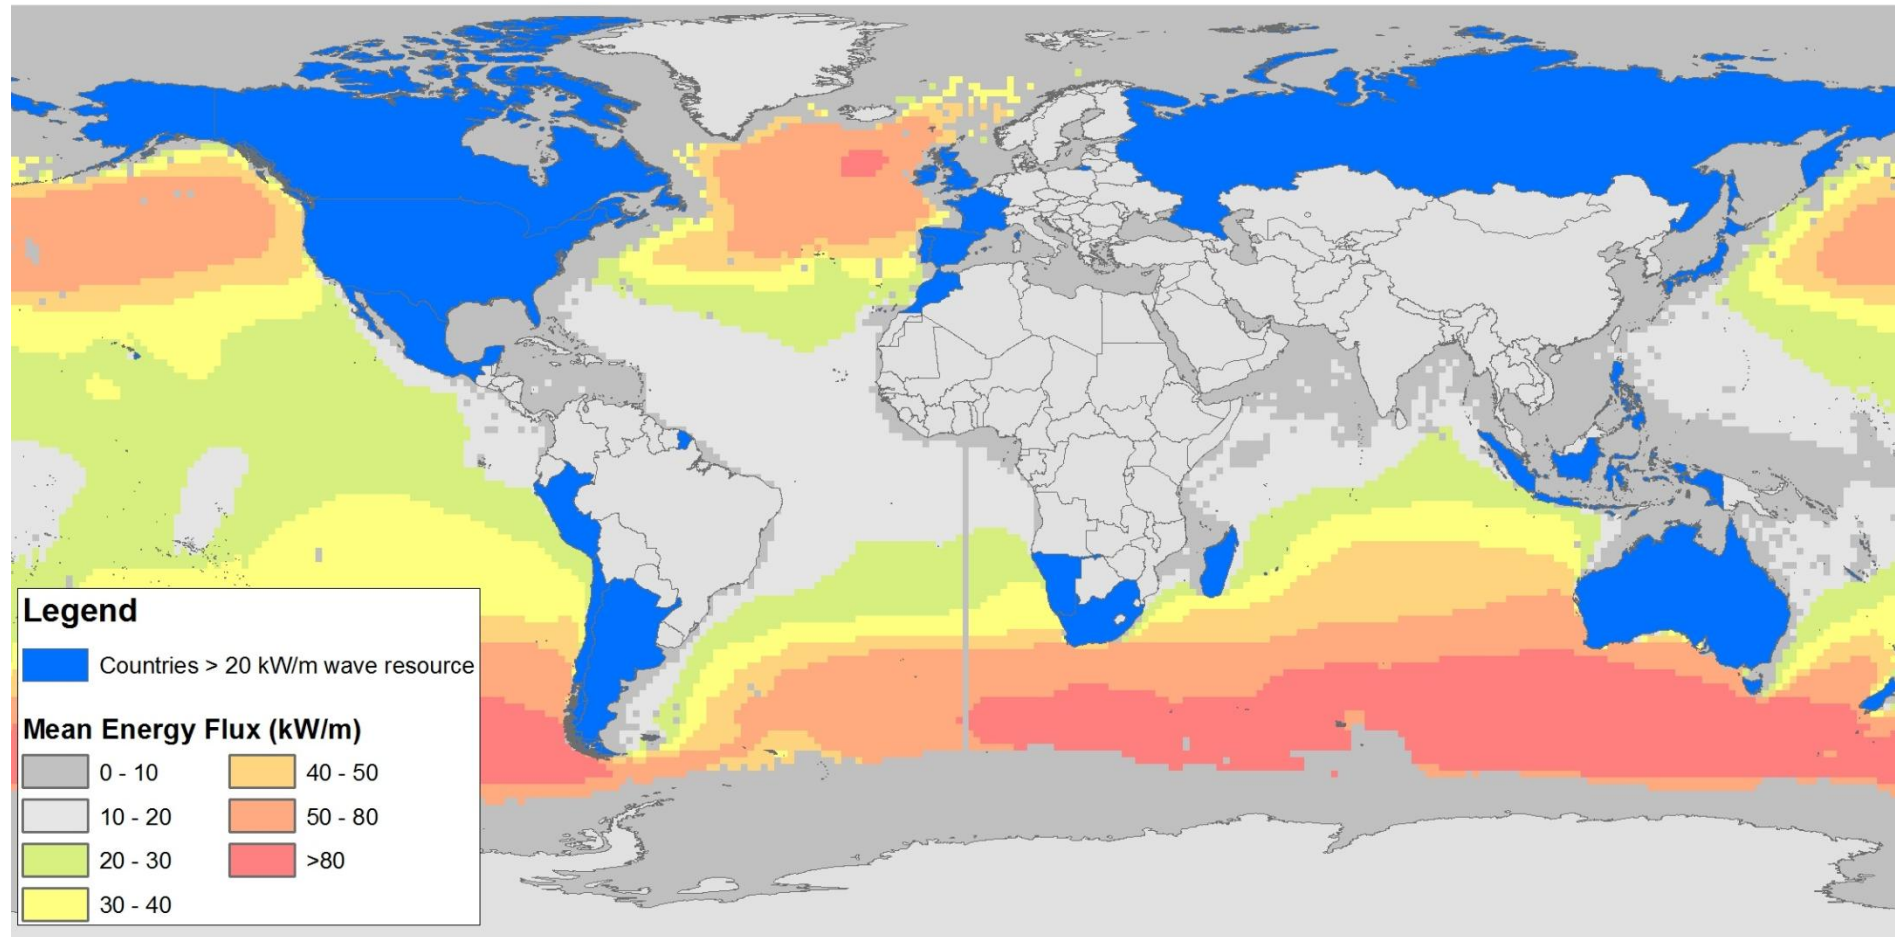 Legend
Countries > 20 kW/m wave resource
Mean Energy Flux (kW/m)
0 - 10
40 - 50
10 - 20
50 - 80
20 - 30
>80
30 - 40